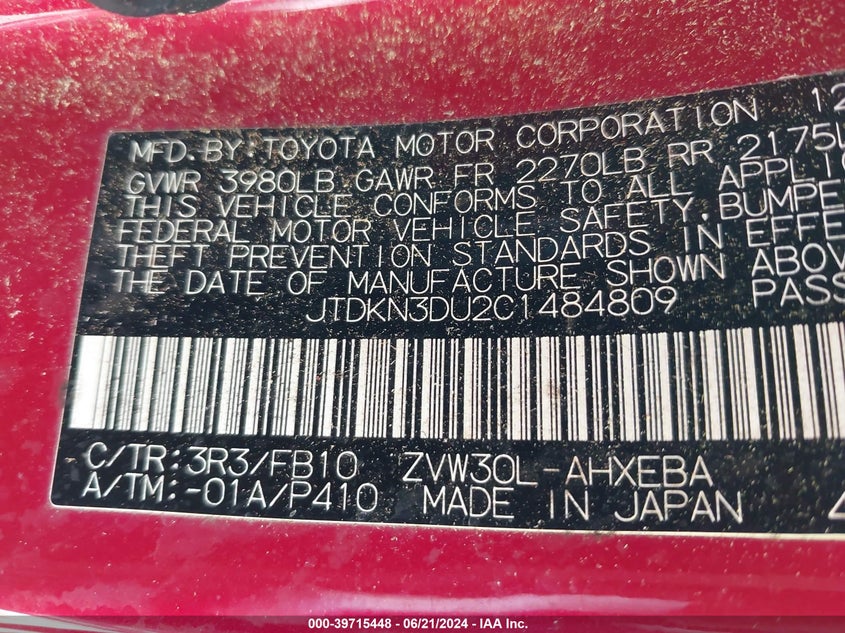 MFD.BY:TOYOTA MOTOR CORPORATION 12
GVWR 3980LB GAWR FR 2270LB RR 2175L
THIS VEHICLE CONFORMS TO ALL APPLIC
FEDERAL MOTOR VEHICLE SAFETY,BUMPE
THEFT PREVENTION STANDARDS IN EFFE
THE DATE OF MANUFACTURE SHOWN ABOV
JTDKN3DU2C1484809 PASS
C/TR:3R3/FB10 ZVW30L-AHXEBA
A/TM:-01A/P410 MADE IN JAPAN
000-39715448 - 06/21/2024 - IAA Inc.